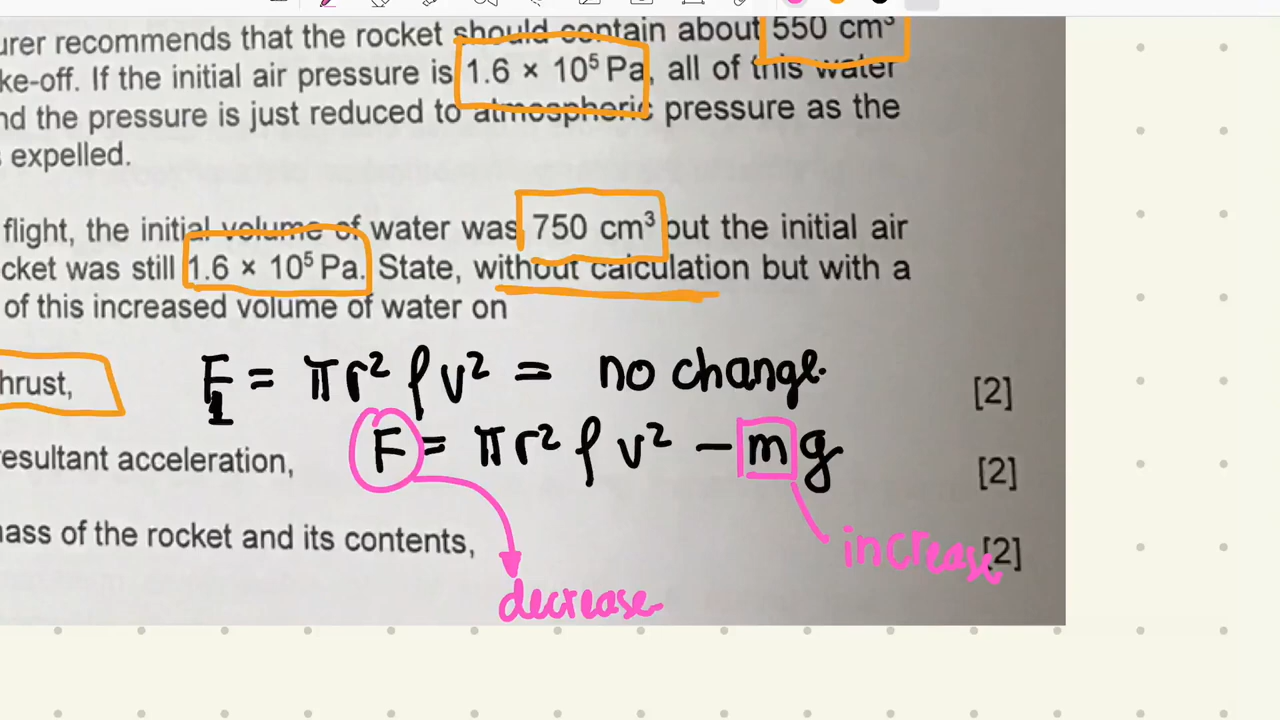 urer recommends that the rocket should contain about 550 cm³
ke-off. If the initial air pressure is 1.6 × 10⁵ Pa, all of this water
nd the pressure is just reduced to atmospheric pressure as the
s expelled.
flight, the initial volume of water was 750 cm³ but the initial air
cket was still 1.6 × 10⁵ Pa. State, without calculation but with a
of this increased volume of water on
hrust, F₁ = πr²ρv² = no change. [2]
F = πr²ρv² − mg
esultant acceleration, [2]
increase
ass of the rocket and its contents, [2]
decrease